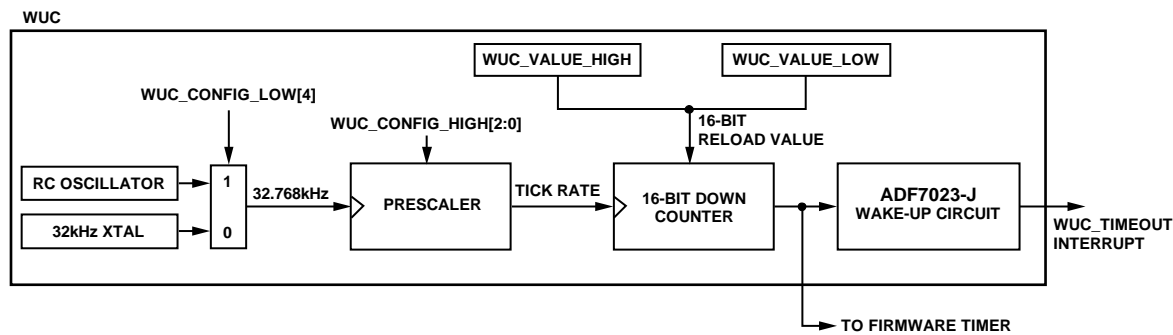 WUC
WUC_VALUE_HIGH
WUC_VALUE_LOW
WUC_CONFIG_LOW[4]
WUC_CONFIG_HIGH[2:0]
16-BIT
RELOAD VALUE
RC OSCILLATOR
1
32.768kHz
PRESCALER
TICK RATE
16-BIT DOWN
COUNTER
ADF7023-J
WAKE-UP CIRCUIT
32kHz XTAL
0
WUC_TIMEOUT
INTERRUPT
TO FIRMWARE TIMER